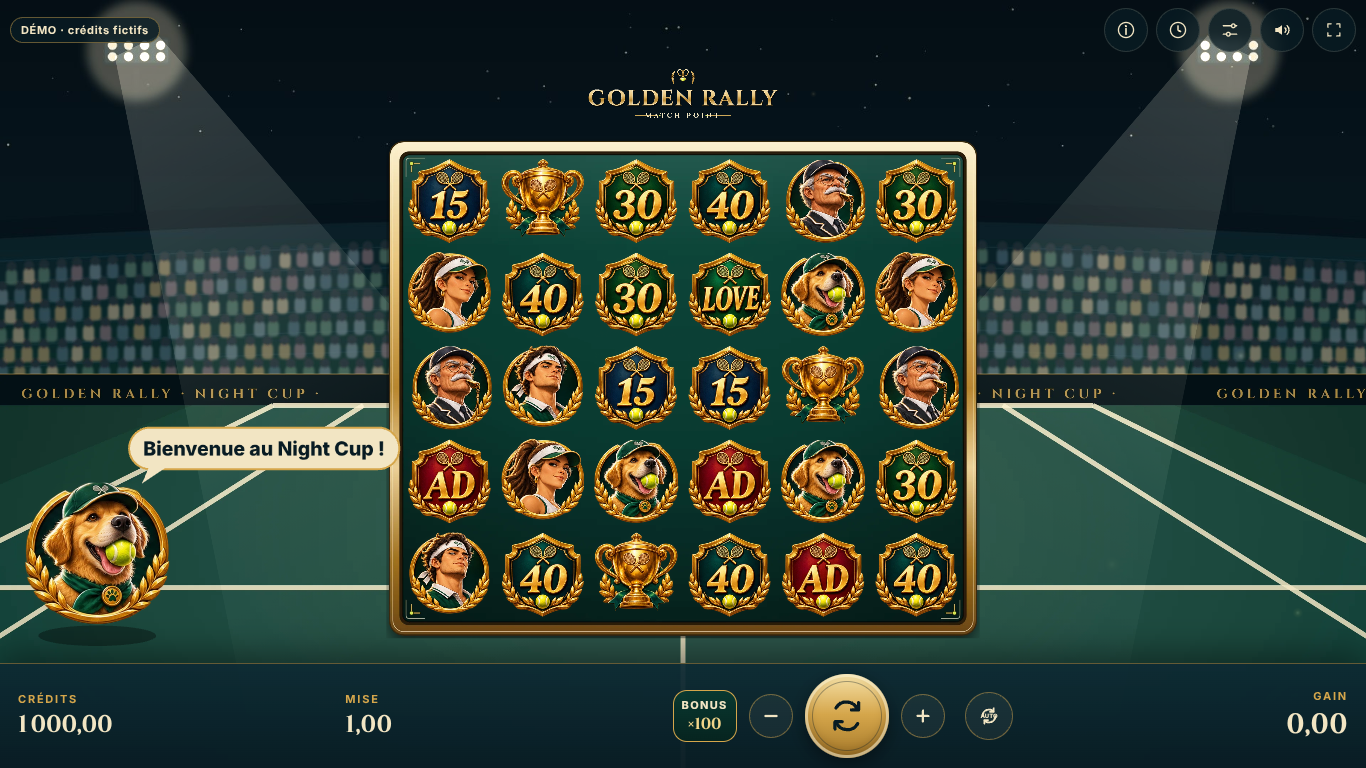 DÉMO · crédits fictifs
GOLDEN RALLY
MATCH POINT
15 30 40 30
40 30 LOVE
15 15
AD AD 30
40 40 AD 40
GOLDEN RALLY · NIGHT CUP ·
· NIGHT CUP ·
GOLDEN RALLY
Bienvenue au Night Cup !
CRÉDITS
1 000,00
MISE
1,00
BONUS
×100
AUTO
GAIN
0,00